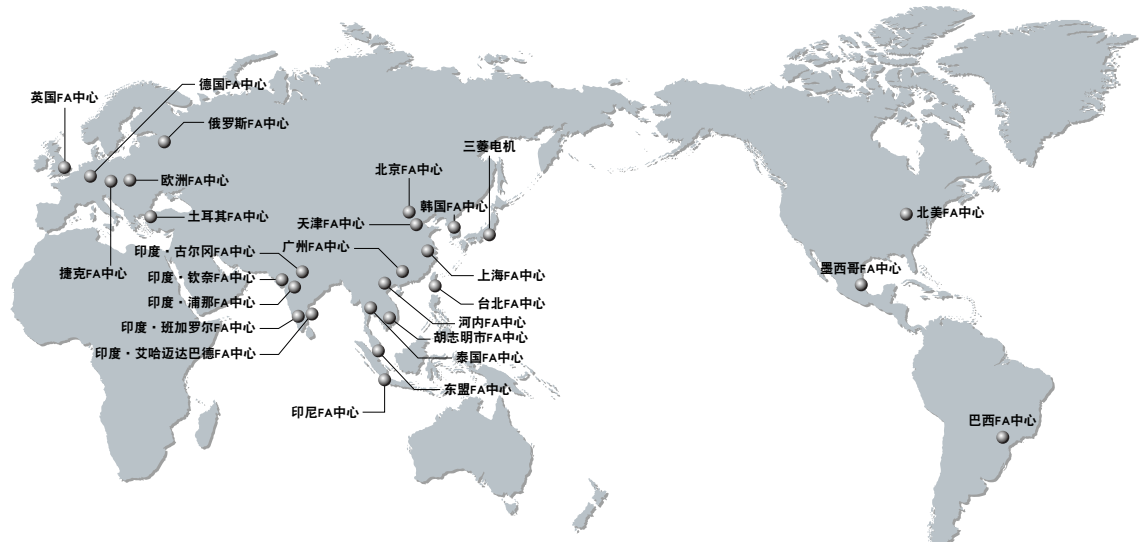 德国FA中心
英国FA中心
俄罗斯FA中心
三菱电机
北京FA中心
欧洲FA中心
韩国FA中心
土耳其FA中心
天津FA中心
北美FA中心
广州FA中心
印度・古尔冈FA中心
捷克FA中心
印度・钦奈FA中心
上海FA中心
墨西哥FA中心
印度・浦那FA中心
台北FA中心
河内FA中心
印度・班加罗尔FA中心
胡志明市FA中心
印度・艾哈迈达巴德FA中心
泰国FA中心
东盟FA中心
印尼FA中心
巴西FA中心